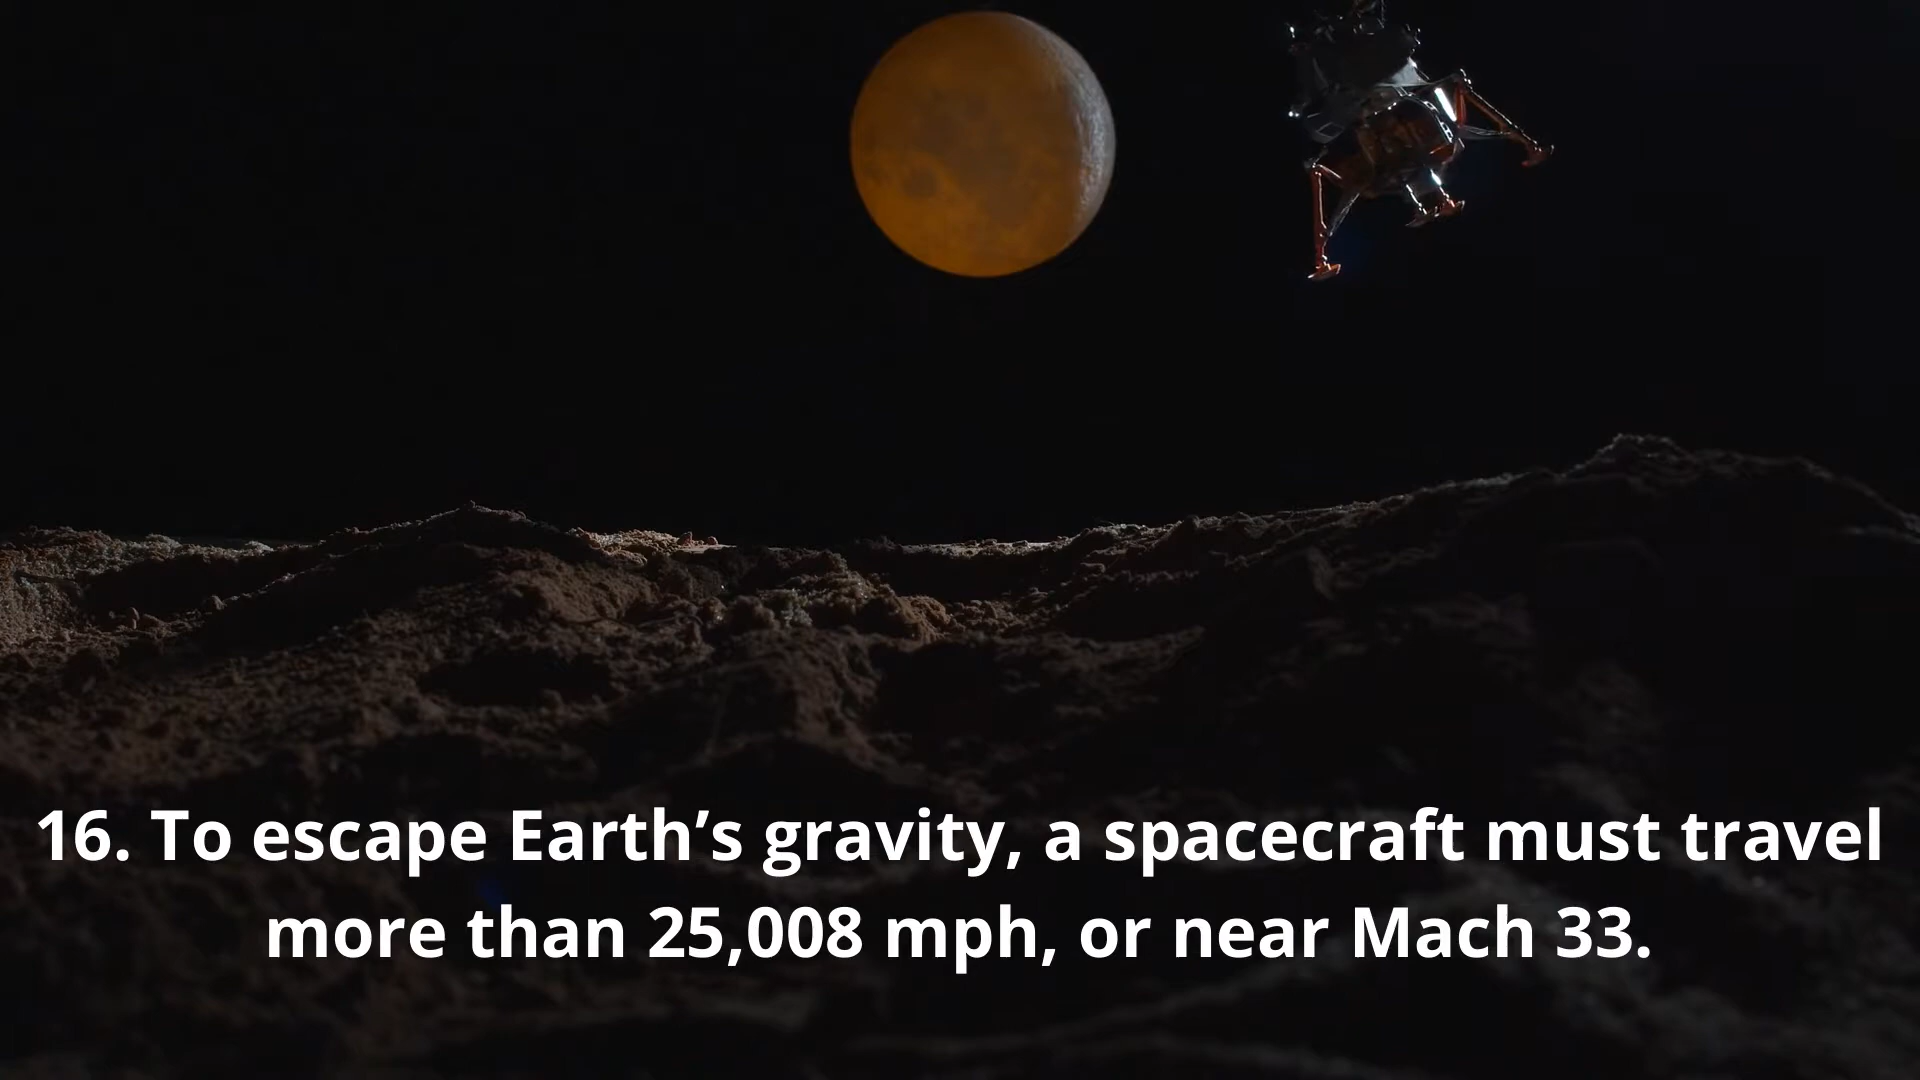 16. To escape Earth’s gravity, a spacecraft must travel
more than 25,008 mph, or near Mach 33.